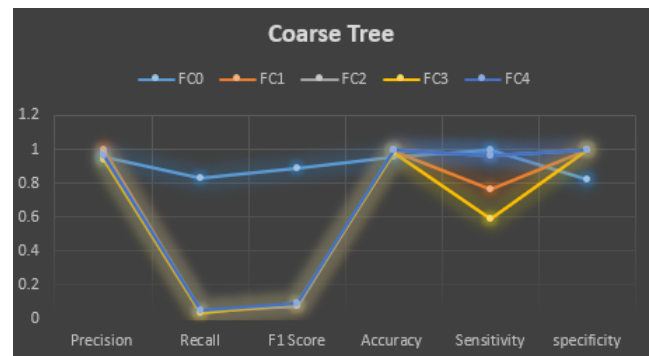 Coarse Tree
FC0 FC1 FC2 FC3 FC4
1.2
1
0.8
0.6
0.4
0.2
0
Precision Recall F1 Score Accuracy Sensitivity specificity